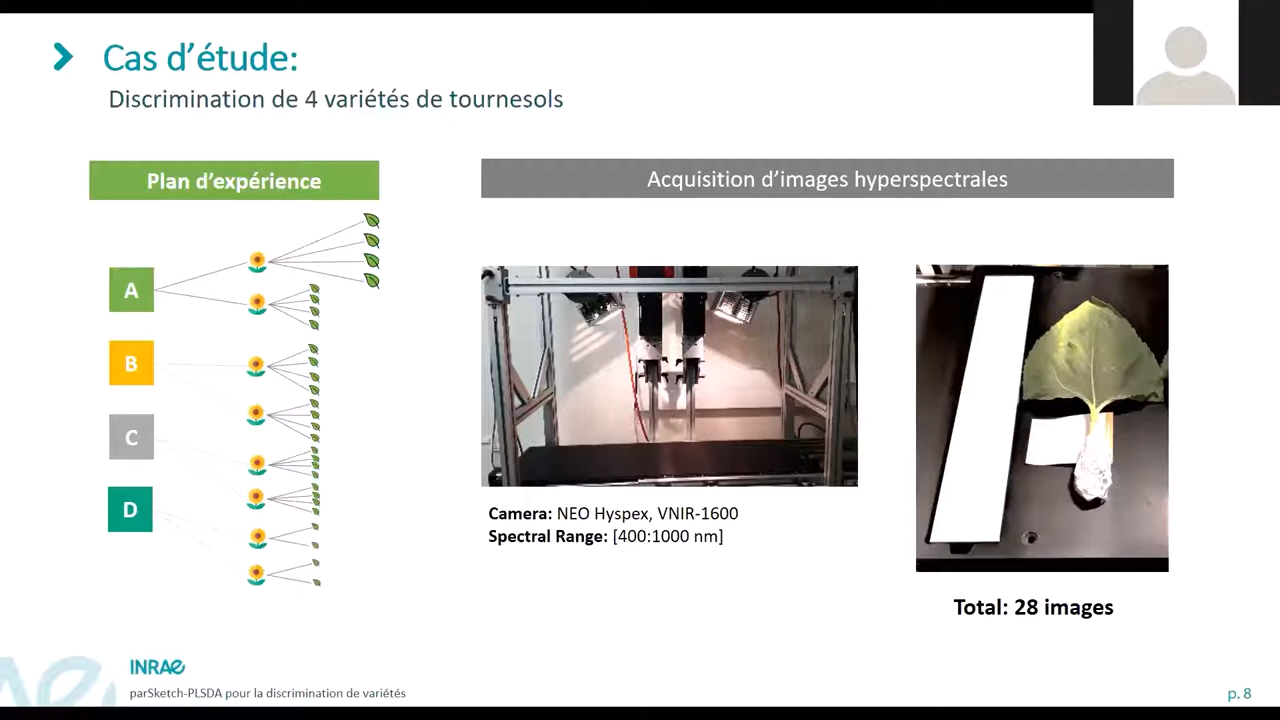 Cas d'étude:
Discrimination de 4 variétés de tournesols
Plan d'expérience
A
B
C
D
Acquisition d'images hyperspectrales
Camera: NEO Hyspex, VNIR-1600
Spectral Range: [400:1000 nm]
Total: 28 images
INRAE
parSketch-PLSDA pour la discrimination de variétés
p. 8